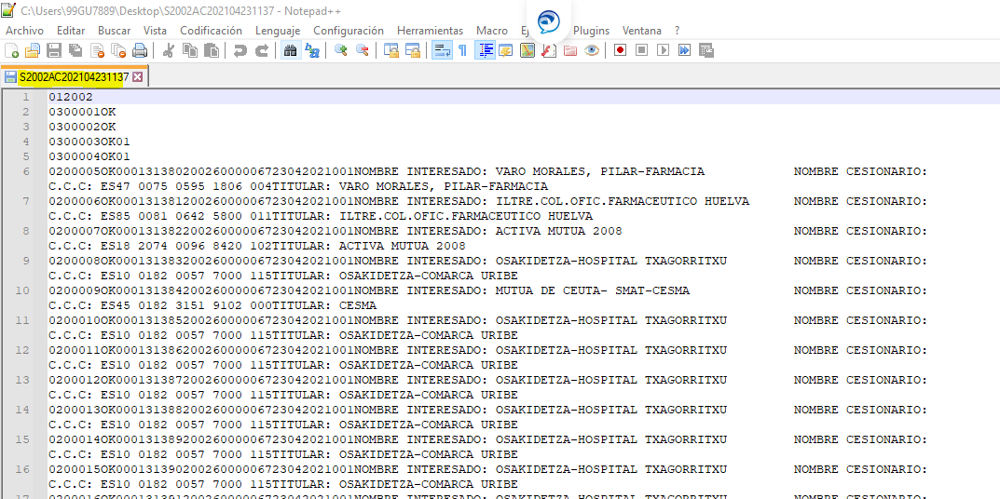 C:\Users\99GU7889\Desktop\S2002AC202104231137 - Notepad++
Archivo Editar Buscar Vista Codificación Lenguaje Configuración Herramientas Macro Plugins Ventana ?
S2002AC202104231137
1 012002
2 0300001OK
3 0300002OK
4 0300003OK01
5 0300004OK01
6 0200005OK000131380200260000067230420210​01NOMBRE INTERESADO: VARO MORALES, PILAR-FARMACIA NOMBRE CESIONARIO:
C.C.C: ES47 0075 0595 1806 004TITULAR: VARO MORALES, PILAR-FARMACIA
7 0200006OK00013138120026000006723042021001NOMBRE INTERESADO: ILTRE.COL.OFIC.FARMACEUTICO HUELVA NOMBRE CESIONARIO:
C.C.C: ES85 0081 0642 5800 011TITULAR: ILTRE.COL.OFIC.FARMACEUTICO HUELVA
8 0200007OK00013138220026000006723042021001NOMBRE INTERESADO: ACTIVA MUTUA 2008 NOMBRE CESIONARIO:
C.C.C: ES18 2074 0096 8420 102TITULAR: ACTIVA MUTUA 2008
9 0200008OK00013138320026000006723042021001NOMBRE INTERESADO: OSAKIDETZA-HOSPITAL TXAGORRITXU NOMBRE CESIONARIO:
C.C.C: ES10 0182 0057 7000 115TITULAR: OSAKIDETZA-COMARCA URIBE
10 0200009OK00013138420026000006723042021001NOMBRE INTERESADO: MUTUA DE CEUTA- SMAT-CESMA NOMBRE CESIONARIO:
C.C.C: ES45 0182 3151 9102 000TITULAR: CESMA
11 0200010OK00013138520026000006723042021001NOMBRE INTERESADO: OSAKIDETZA-HOSPITAL TXAGORRITXU NOMBRE CESIONARIO:
C.C.C: ES10 0182 0057 7000 115TITULAR: OSAKIDETZA-COMARCA URIBE
12 0200011OK00013138620026000006723042021001NOMBRE INTERESADO: OSAKIDETZA-HOSPITAL TXAGORRITXU NOMBRE CESIONARIO:
C.C.C: ES10 0182 0057 7000 115TITULAR: OSAKIDETZA-COMARCA URIBE
13 0200012OK00013138720026000006723042021001NOMBRE INTERESADO: OSAKIDETZA-HOSPITAL TXAGORRITXU NOMBRE CESIONARIO:
C.C.C: ES10 0182 0057 7000 115TITULAR: OSAKIDETZA-COMARCA URIBE
14 0200013OK00013138820026000006723042021001NOMBRE INTERESADO: OSAKIDETZA-HOSPITAL TXAGORRITXU NOMBRE CESIONARIO:
C.C.C: ES10 0182 0057 7000 115TITULAR: OSAKIDETZA-COMARCA URIBE
15 0200014OK00013138920026000006723042021001NOMBRE INTERESADO: OSAKIDETZA-HOSPITAL TXAGORRITXU NOMBRE CESIONARIO:
C.C.C: ES10 0182 0057 7000 115TITULAR: OSAKIDETZA-COMARCA URIBE
16 0200015OK00013139020026000006723042021001NOMBRE INTERESADO: OSAKIDETZA-HOSPITAL TXAGORRITXU NOMBRE CESIONARIO:
C.C.C: ES10 0182 0057 7000 115TITULAR: OSAKIDETZA-COMARCA URIBE
17 0200016OK00013139120026000006723042021001NOMBRE INTERESADO: OSAKIDETZA-HOSPITAL TXAGORRITXU NOMBRE CESIONARIO: